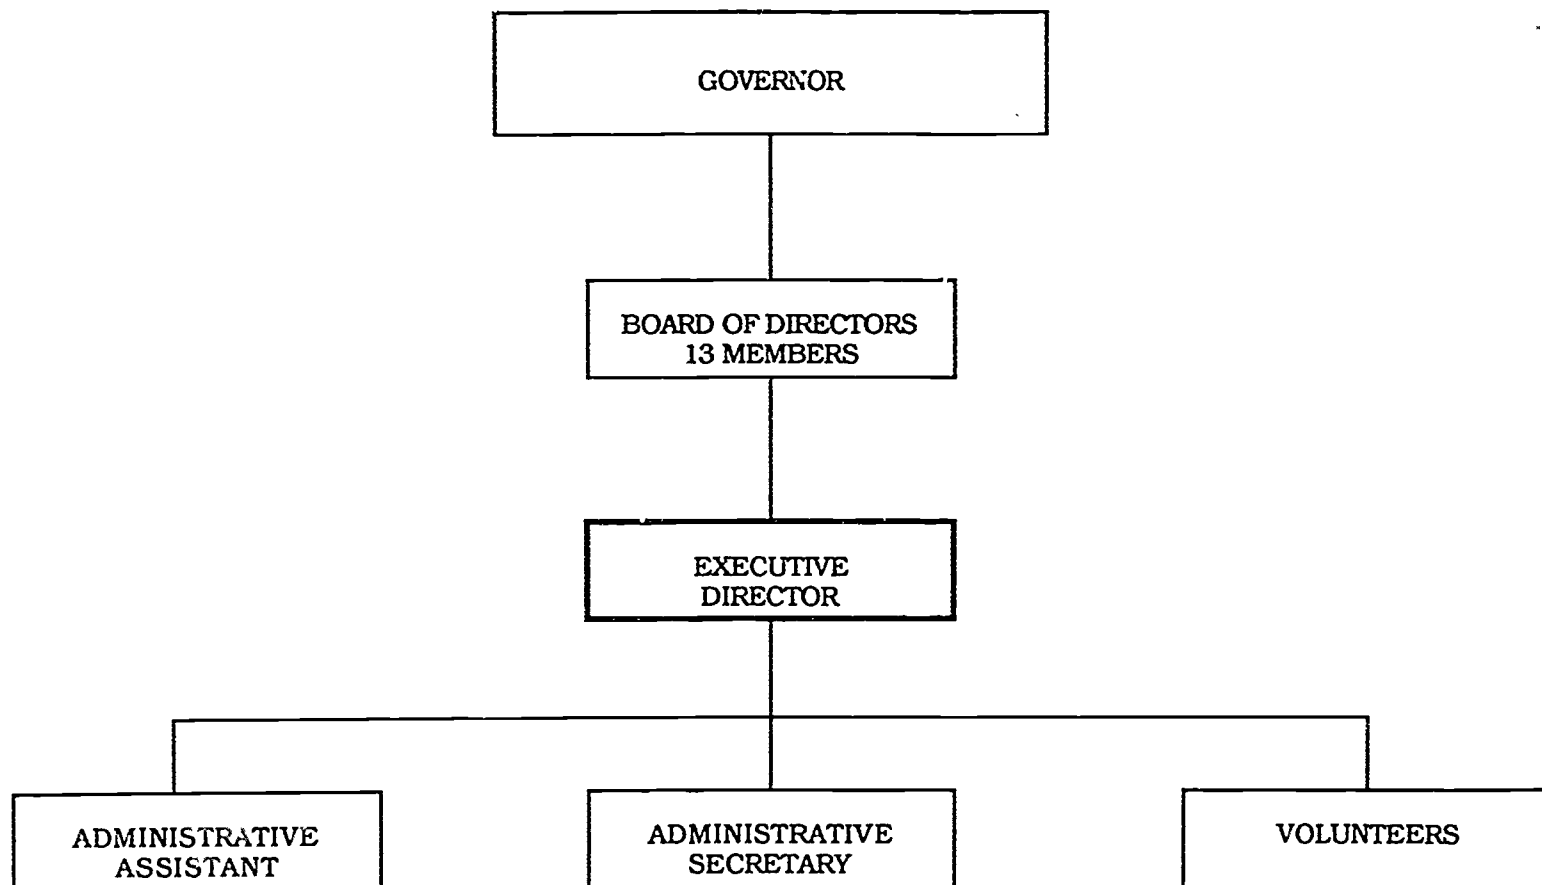 GOVERNOR
BOARD OF DIRECTORS
13 MEMBERS
EXECUTIVE
DIRECTOR
ADMINISTRATIVE
ASSISTANT
ADMINISTRATIVE
SECRETARY
VOLUNTEERS